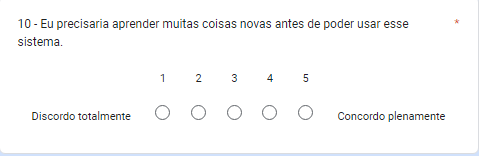 10 - Eu precisaria aprender muitas coisas novas antes de poder usar esse *
sistema.
1 2 3 4 5
Discordo totalmente Concordo plenamente